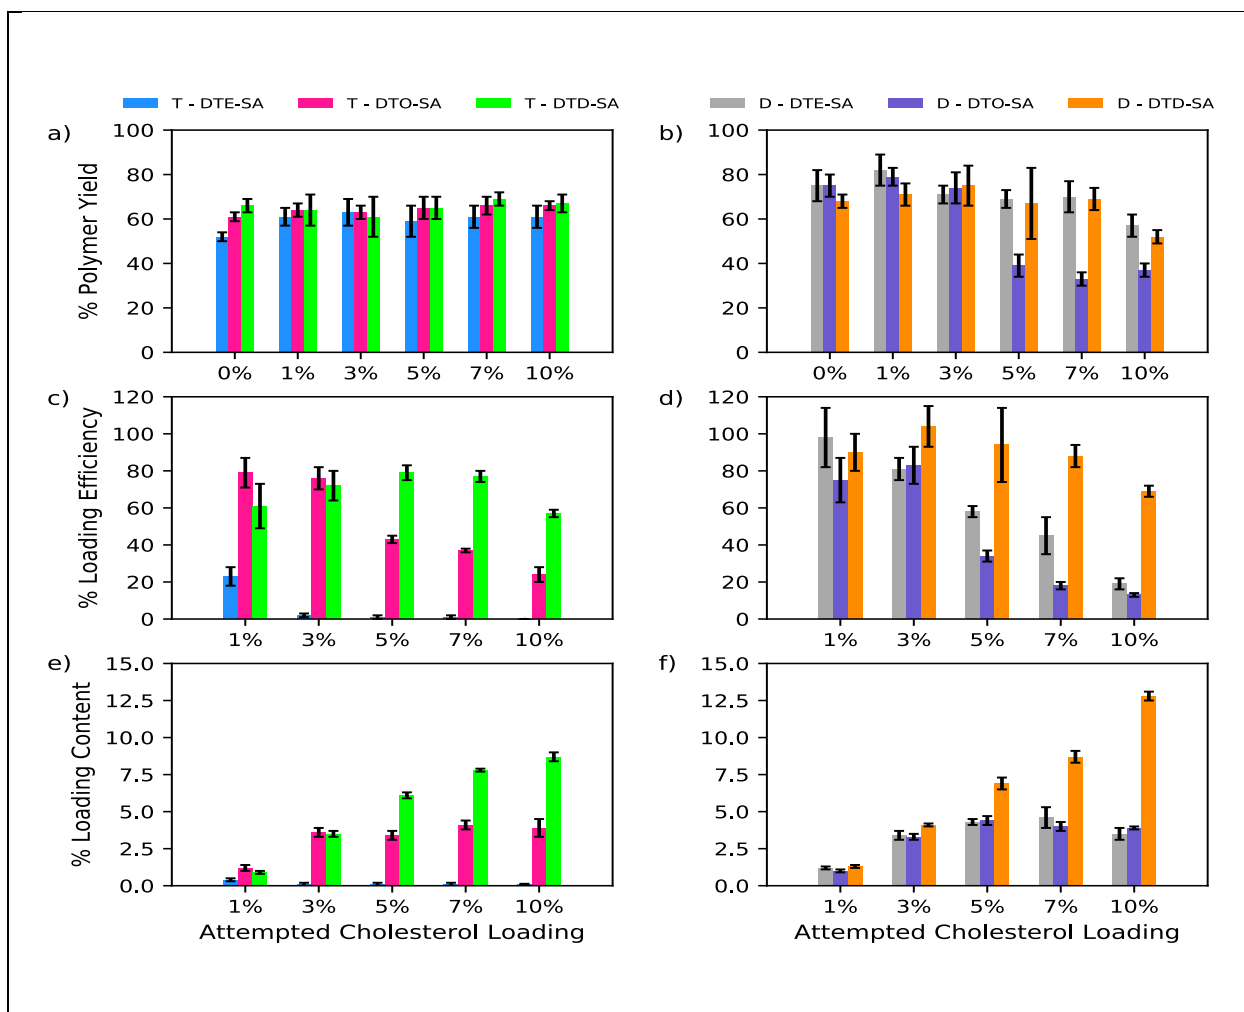 T - DTE-SA T - DTO-SA T - DTD-SA
D - DTE-SA D - DTO-SA D - DTD-SA
a)
% Polymer Yield
100
80
60
40
20
0
0% 1% 3% 5% 7% 10%
b)
100
80
60
40
20
0
0% 1% 3% 5% 7% 10%
c)
% Loading Efficiency
120
100
80
60
40
20
0
1% 3% 5% 7% 10%
d)
120
100
80
60
40
20
0
1% 3% 5% 7% 10%
e)
% Loading Content
15.0
12.5
10.0
7.5
5.0
2.5
0.0
1% 3% 5% 7% 10%
Attempted Cholesterol Loading
f)
15.0
12.5
10.0
7.5
5.0
2.5
0.0
1% 3% 5% 7% 10%
Attempted Cholesterol Loading